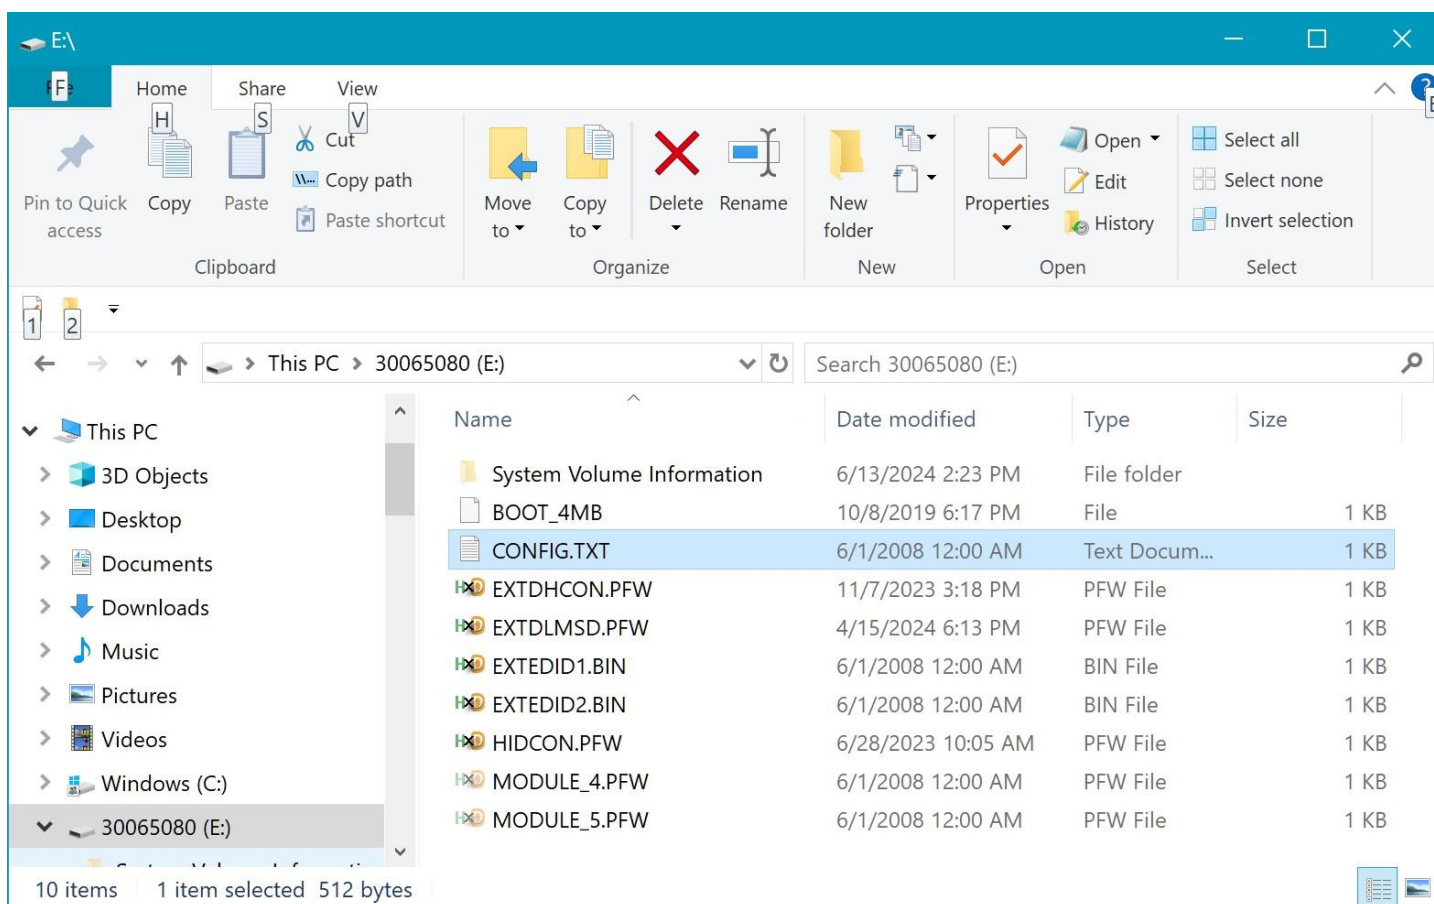 E:\
F
Home
Share
View
H
S
V
E
Pin to Quick access
Copy
Paste
Cut
Copy path
Paste shortcut
Move to
Copy to
Delete
Rename
New folder
Properties
Open
Edit
History
Select all
Select none
Invert selection
Clipboard
Organize
New
Open
Select
1
2
This PC
30065080 (E:)
Search 30065080 (E:)
This PC
3D Objects
Desktop
Documents
Downloads
Music
Pictures
Videos
Windows (C:)
30065080 (E:)
Name Date modified Type Size
System Volume Information 6/13/2024 2:23 PM File folder
BOOT_4MB 10/8/2019 6:17 PM File 1 KB
CONFIG.TXT 6/1/2008 12:00 AM Text Docum... 1 KB
EXTDHCON.PFW 11/7/2023 3:18 PM PFW File 1 KB
EXTDLMSD.PFW 4/15/2024 6:13 PM PFW File 1 KB
EXTEDID1.BIN 6/1/2008 12:00 AM BIN File 1 KB
EXTEDID2.BIN 6/1/2008 12:00 AM BIN File 1 KB
HIDCON.PFW 6/28/2023 10:05 AM PFW File 1 KB
MODULE_4.PFW 6/1/2008 12:00 AM PFW File 1 KB
MODULE_5.PFW 6/1/2008 12:00 AM PFW File 1 KB
10 items 1 item selected 512 bytes